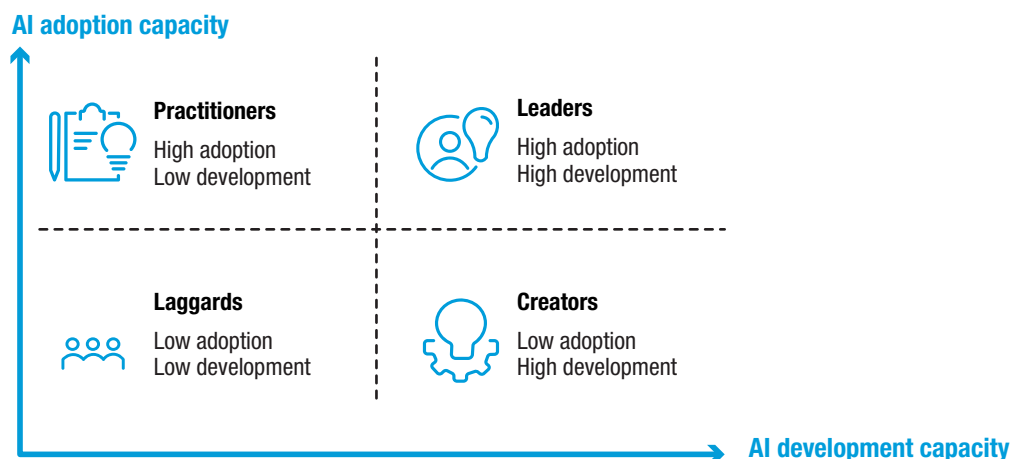 AI adoption capacity
Practitioners
High adoption
Low development
Leaders
High adoption
High development
Laggards
Low adoption
Low development
Creators
Low adoption
High development
AI development capacity